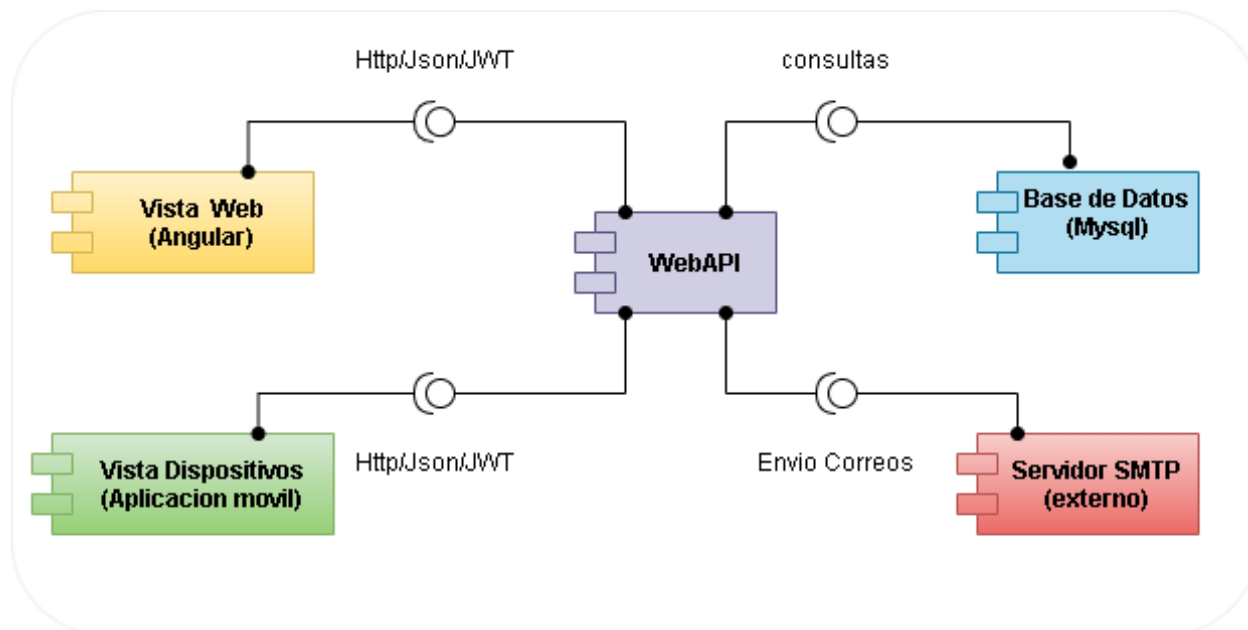 Http/Json/JWT
consultas
Vista Web
(Angular)
Base de Datos
(Mysql)
WebAPI
Http/Json/JWT
Envio Correos
Vista Dispositivos
(Aplicacion movil)
Servidor SMTP
(externo)